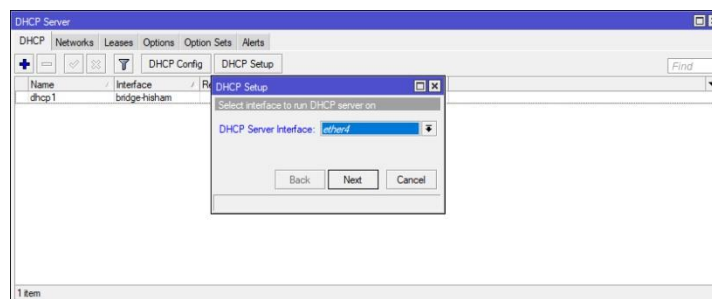 DHCP Server
DHCP Networks Leases Options Option Sets Alerts
DHCP Config DHCP Setup Find
Name Interface
dhcp1 bridge-hisham
DHCP Setup
Select interface to run DHCP server on
DHCP Server Interface: ether4
Back Next Cancel
1 item